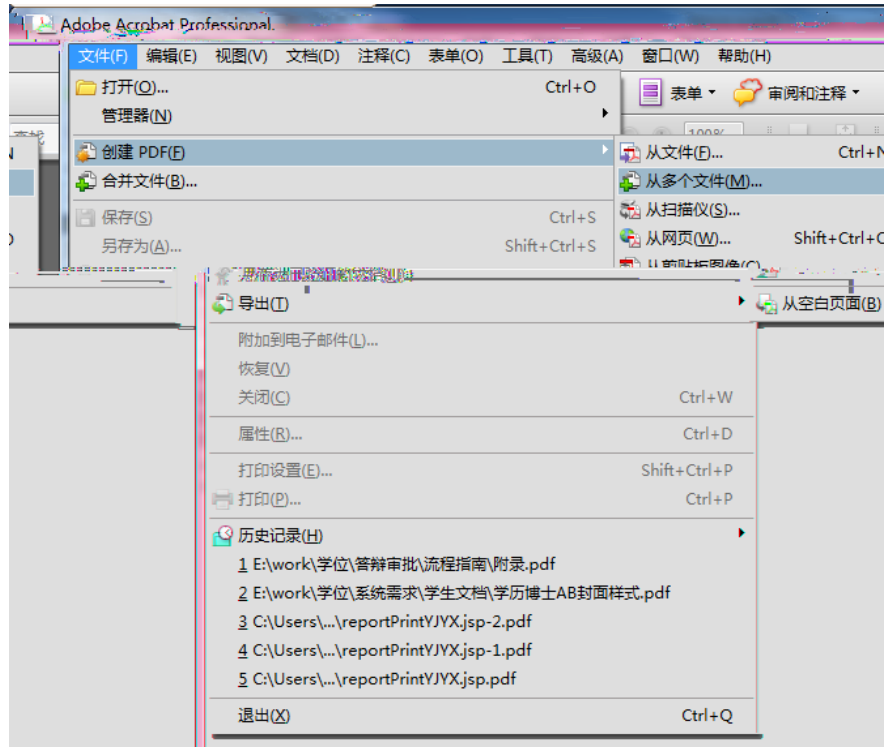 Adobe Acrobat Professional.
文件(F) 编辑(E) 视图(V) 文档(D) 注释(C) 表单(O) 工具(T) 高级(A) 窗口(W) 帮助(H)
打开(O)... Ctrl+O
表单 审阅和注释
管理器(N)
100%
创建 PDF(F) 从文件(F)... Ctrl+N
合并文件(B)... 从多个文件(M)...
保存(S) Ctrl+S 从扫描仪(S)...
另存为(A)... Shift+Ctrl+S 从网页(W)... Shift+Ctrl+C
从剪贴板图像(C)
导出(T) 从空白页面(B)
附加到电子邮件(L)...
恢复(V)
关闭(C) Ctrl+W
属性(R)... Ctrl+D
打印设置(E)... Shift+Ctrl+P
打印(P)... Ctrl+P
历史记录(H)
1 E:\work\学位\答辩审批\流程指南\附录.pdf
2 E:\work\学位\系统需求\学生文档\学历博士AB封面样式.pdf
3 C:\Users\...\reportPrintYJYX.jsp-2.pdf
4 C:\Users\...\reportPrintYJYX.jsp-1.pdf
5 C:\Users\...\reportPrintYJYX.jsp.pdf
退出(X) Ctrl+Q